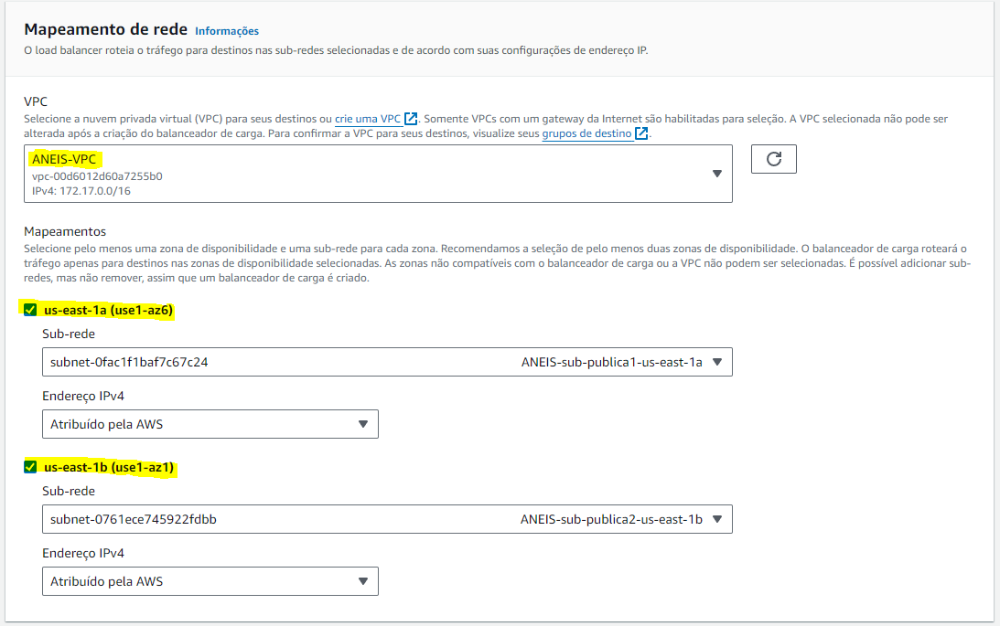 Mapeamento de rede Informações
O load balancer roteia o tráfego para destinos nas sub-redes selecionadas e de acordo com suas configurações de endereço IP.
VPC
Selecione a nuvem privada virtual (VPC) para seus destinos ou crie uma VPC. Somente VPCs com um gateway da Internet são habilitadas para seleção. A VPC selecionada não pode ser
alterada após a criação do balanceador de carga. Para confirmar a VPC para seus destinos, visualize seus grupos de destino.
ANEIS-VPC
vpc-00d6012d60a7255b0
IPv4: 172.17.0.0/16
Mapeamentos
Selecione pelo menos uma zona de disponibilidade e uma sub-rede para cada zona. Recomendamos a seleção de pelo menos duas zonas de disponibilidade. O balanceador de carga roteará o
tráfego apenas para destinos nas zonas de disponibilidade selecionadas. As zonas não compatíveis com o balanceador de carga ou a VPC não podem ser selecionadas. É possível adicionar sub-
redes, mas não remover, assim que um balanceador de carga é criado.
us-east-1a (use1-az6)
Sub-rede
subnet-0fac1f1baf7c67c24 ANEIS-sub-publica1-us-east-1a
Endereço IPv4
Atribuído pela AWS
us-east-1b (use1-az1)
Sub-rede
subnet-0761ece745922fdbb ANEIS-sub-publica2-us-east-1b
Endereço IPv4
Atribuído pela AWS